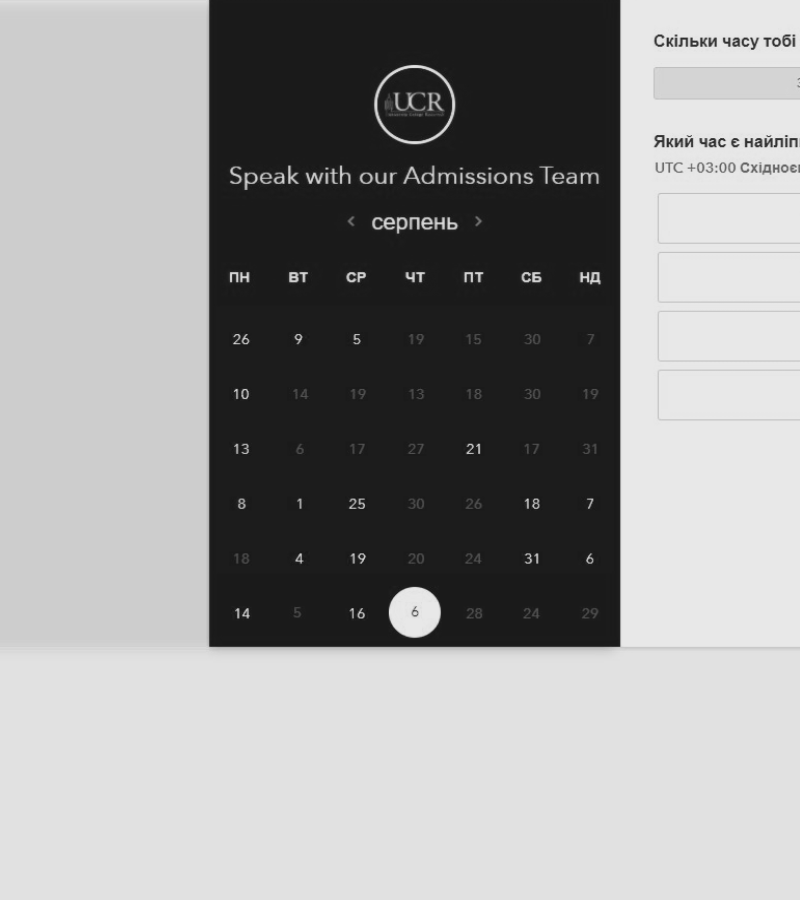 UCR
Speak with our Admissions Team
серпень
ПН ВТ СР ЧТ ПТ СБ НД
26 9 5 19 15 30 7
10 14 19 13 18 30 19
13 6 17 27 21 17 31
8 1 25 30 26 18 7
18 4 19 20 24 31 6
14 5 16 6 28 24 29
Скільки часу тобі
Який час є найліп
UTC +03:00 Східноє